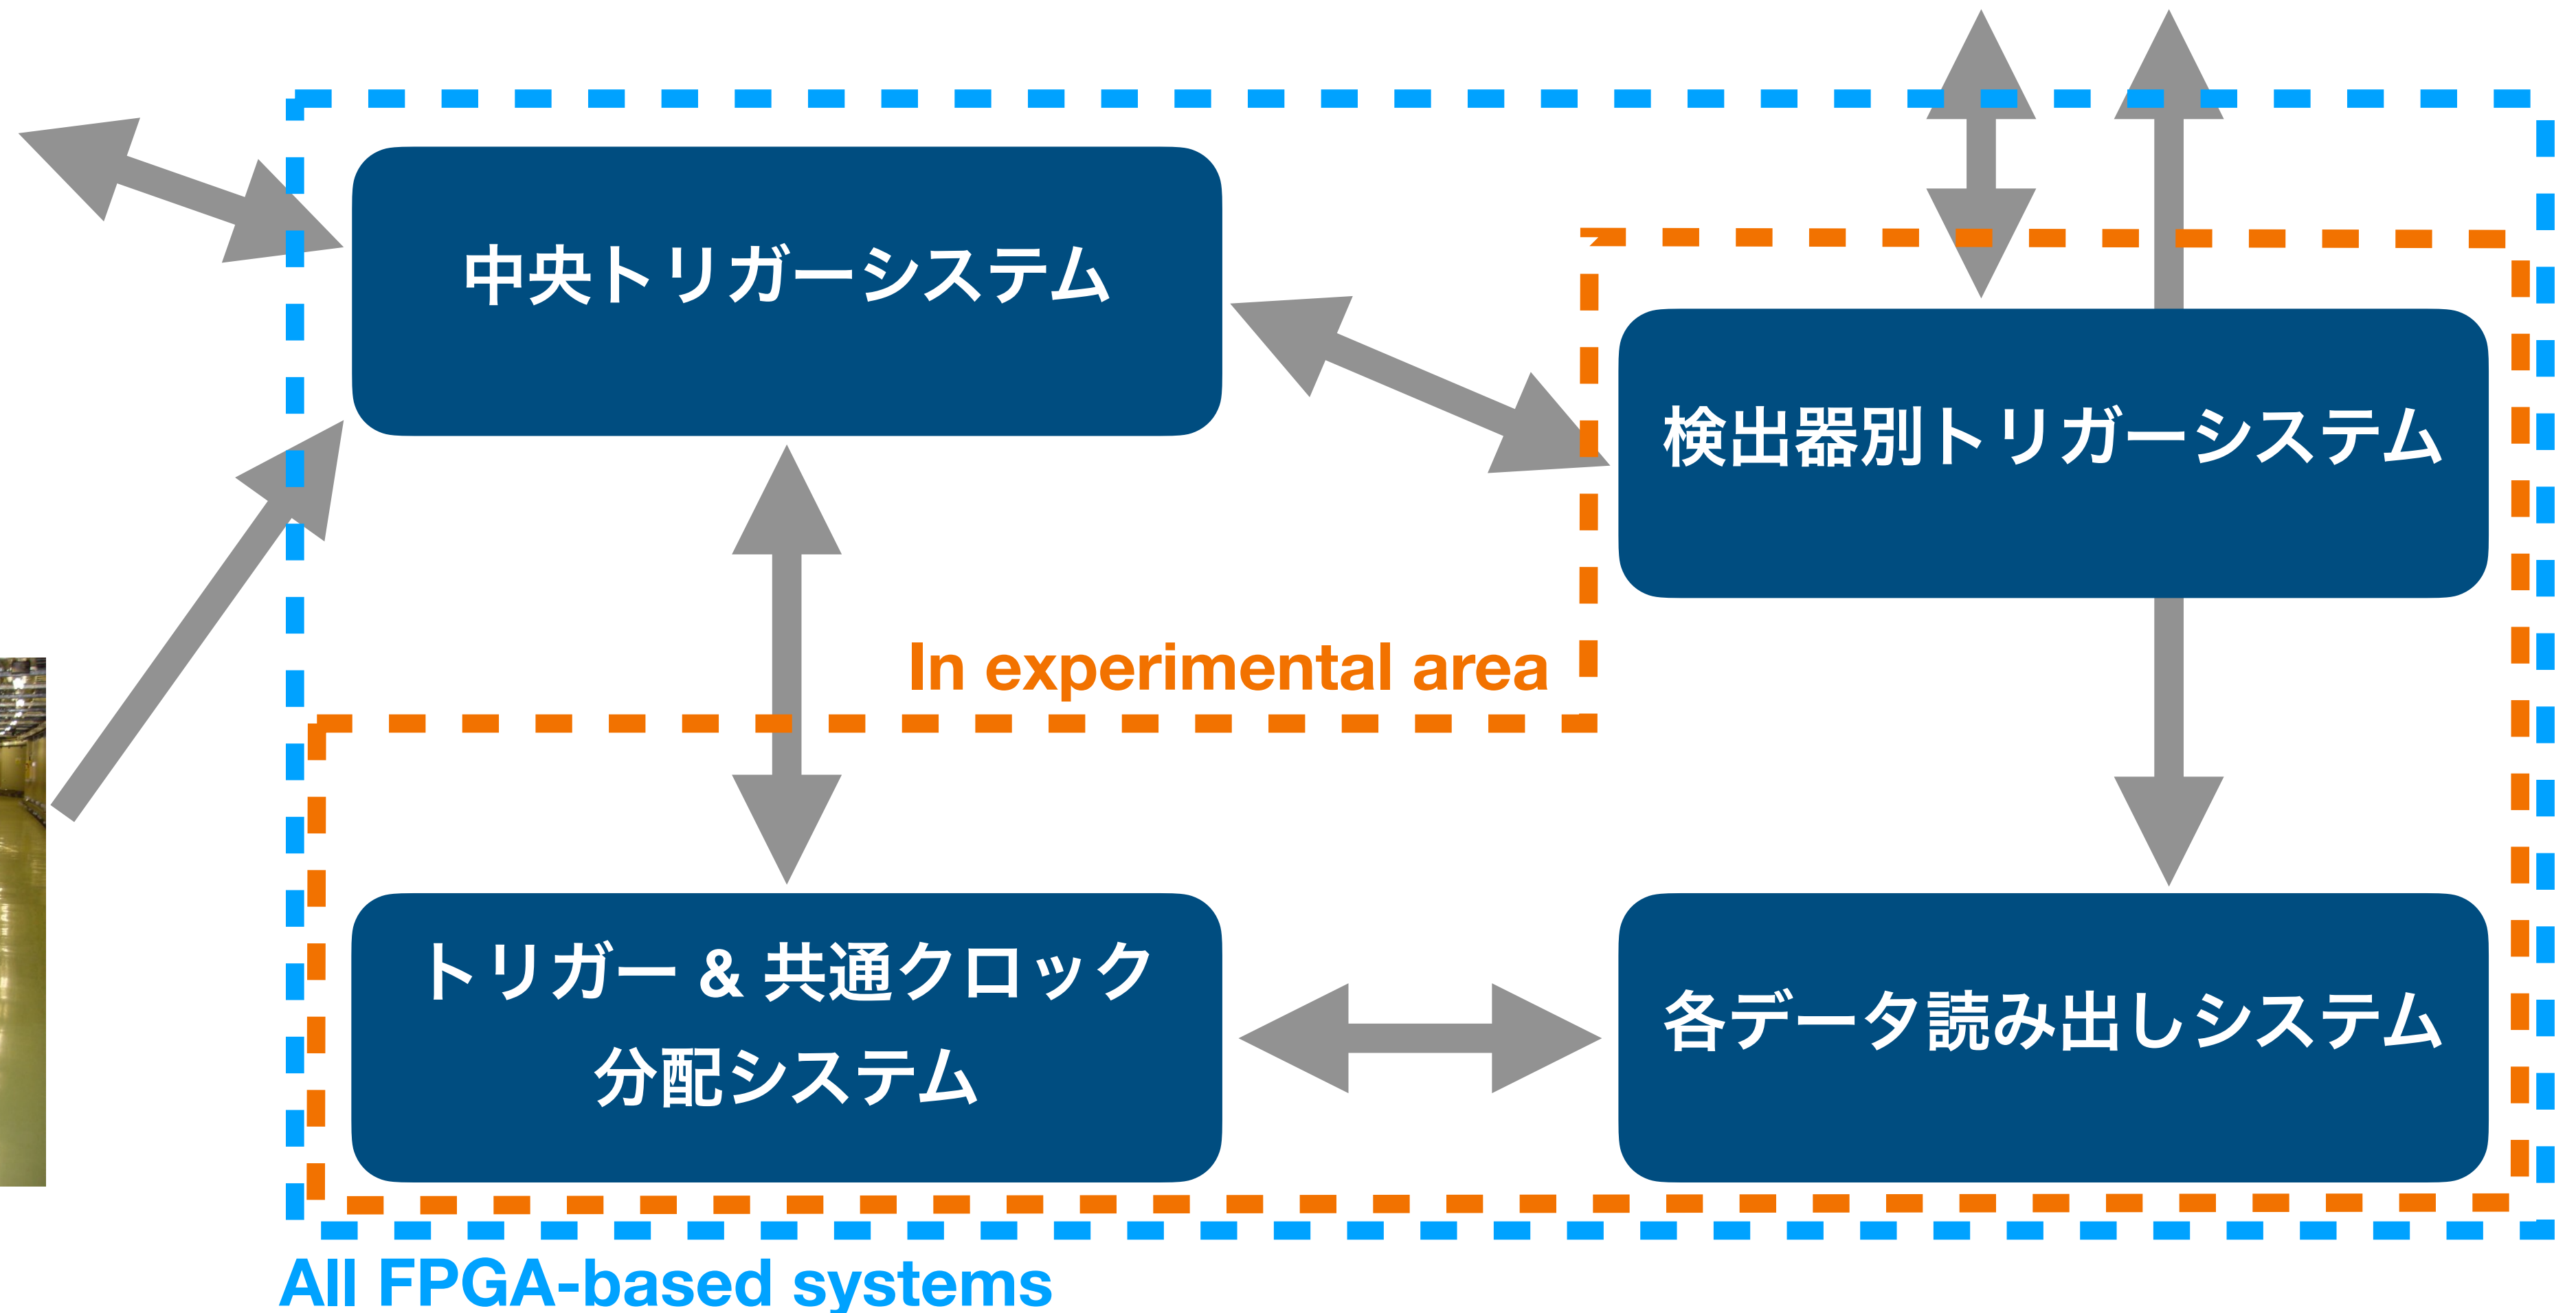 中央トリガーシステム
検出器別トリガーシステム
In experimental area
トリガー & 共通クロック
分配システム
各データ読み出しシステム
All FPGA-based systems